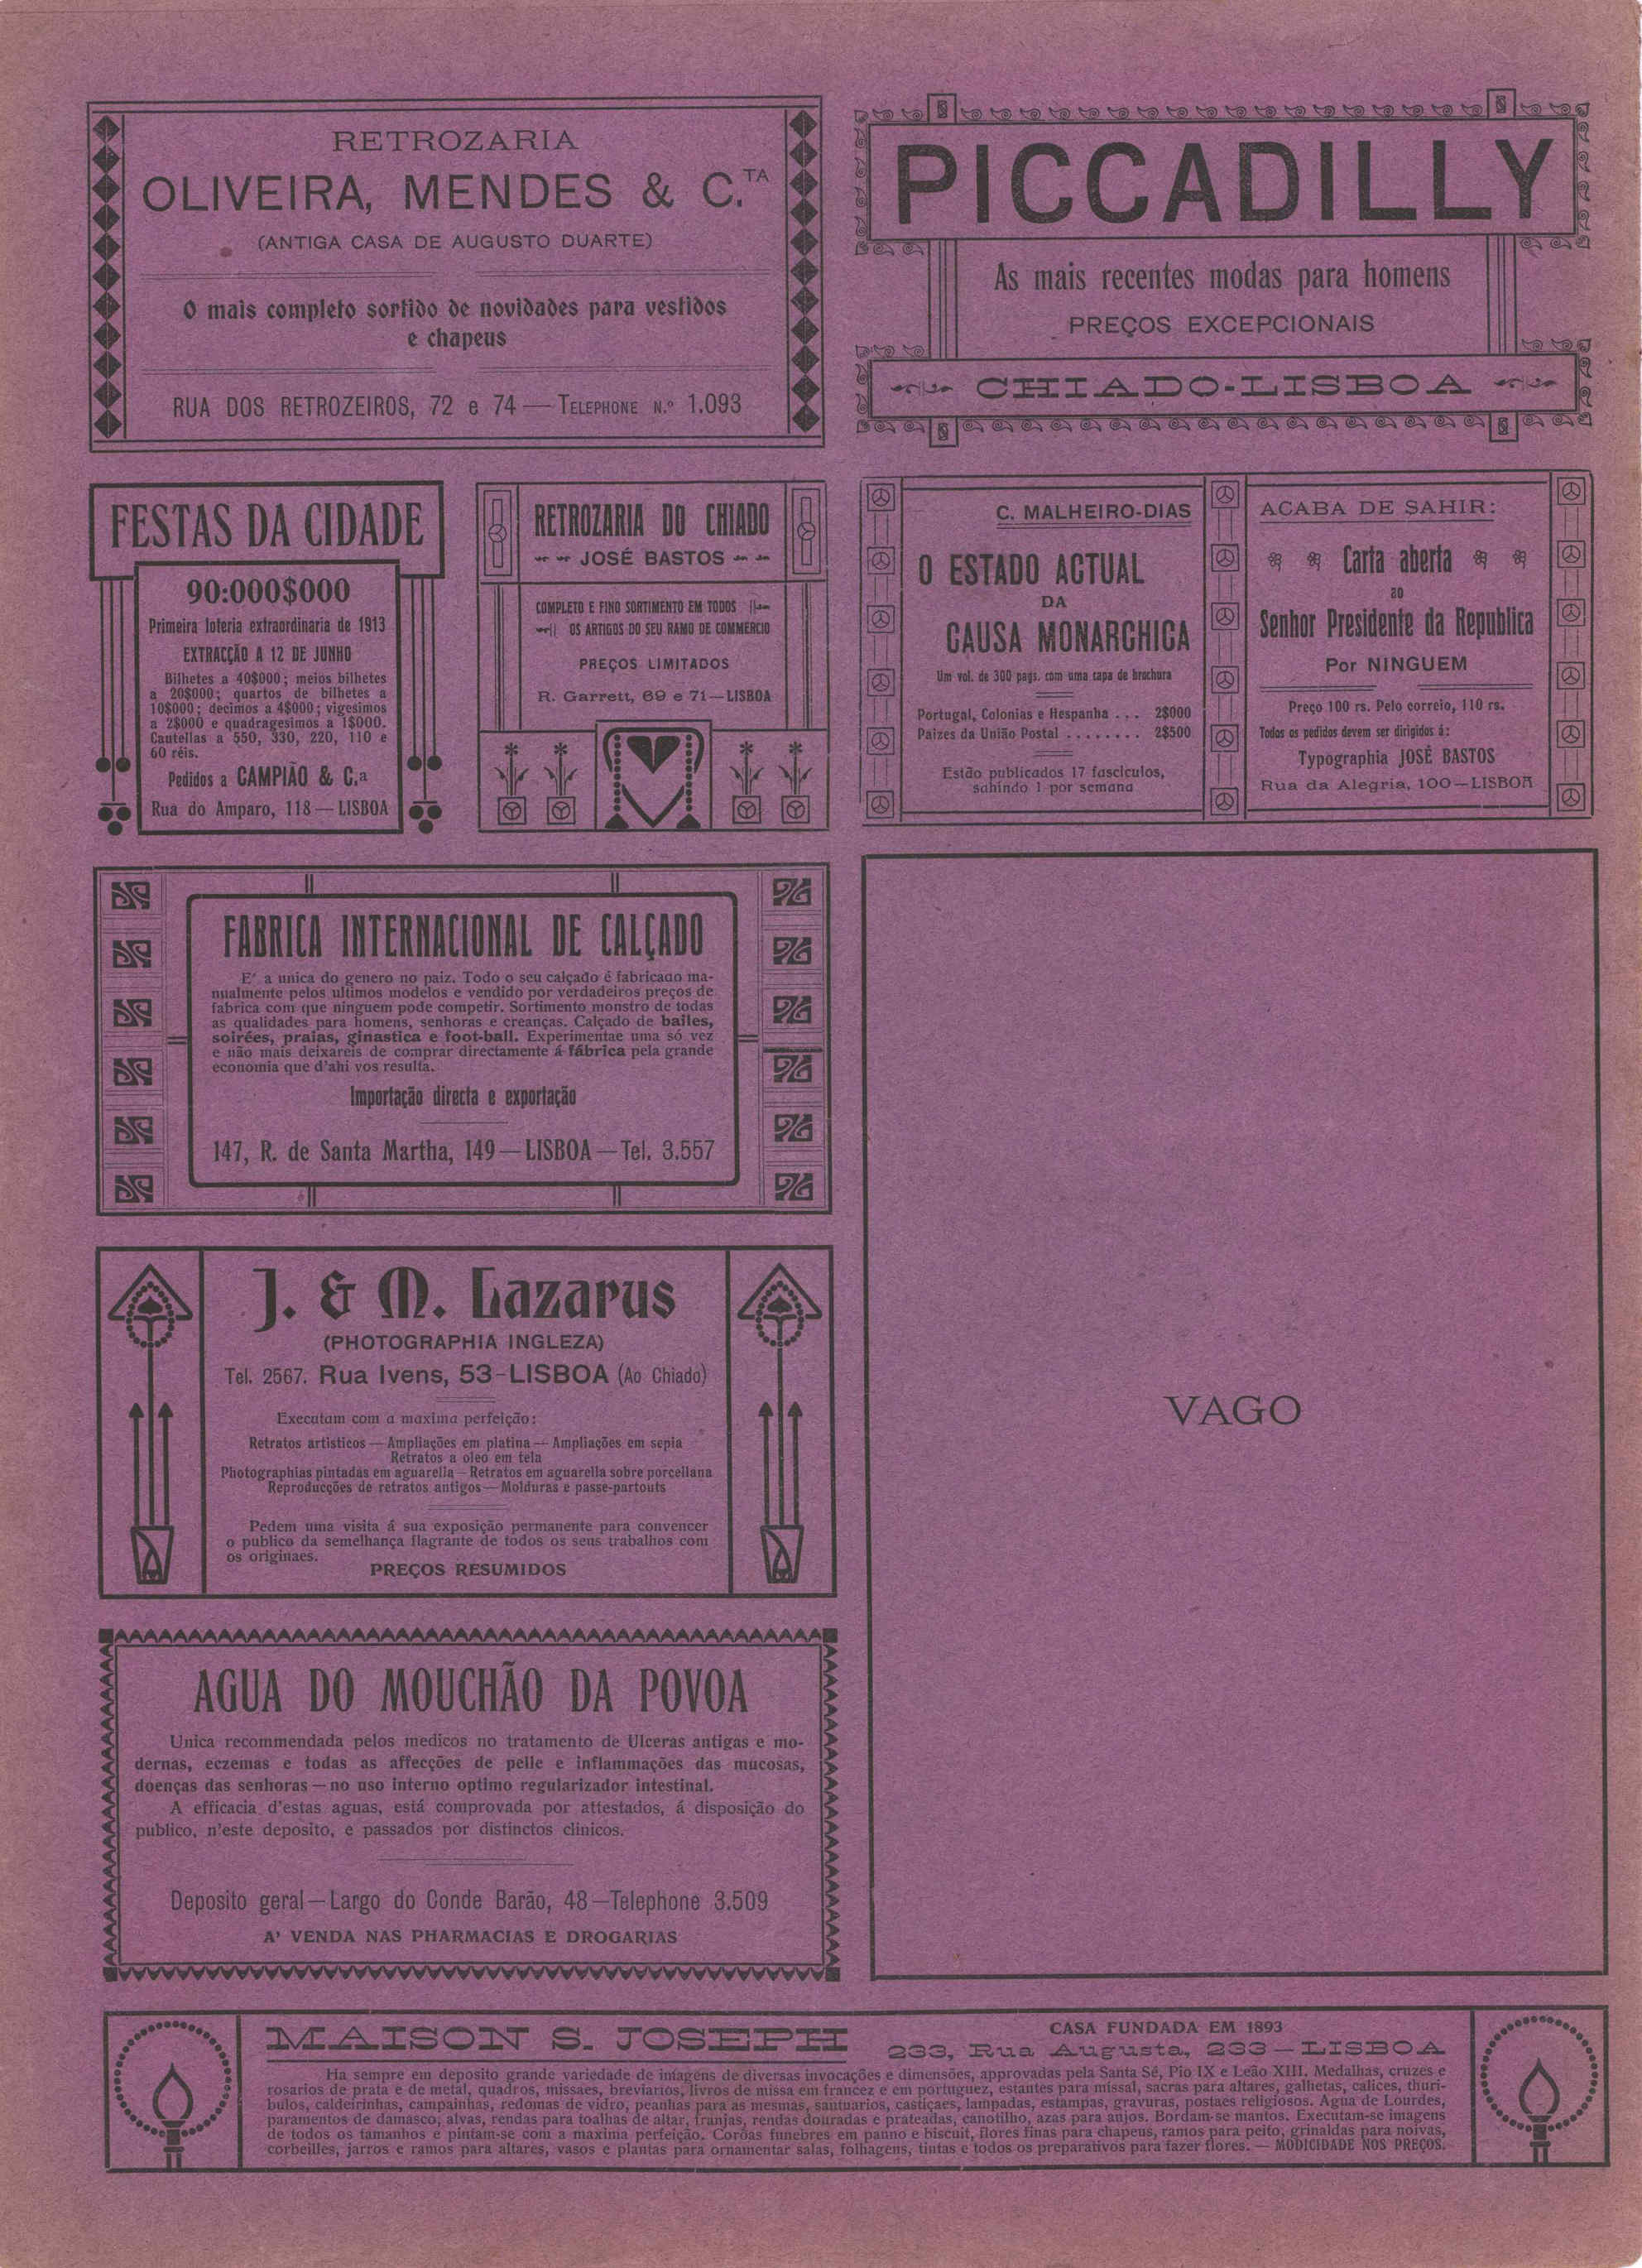 RETROZARIA
OLIVEIRA, MENDES & C.TA
(ANTIGA CASA DE AUGUSTO DUARTE)
O mais completo sortido de novidades para vestidos
e chapeus
RUA DOS RETROZEIROS, 72 e 74 — TELEPHONE N.º 1.093
PICCADILLY
As mais recentes modas para homens
PREÇOS EXCEPCIONAIS
CHIADO-LISBOA
FESTAS DA CIDADE
90:000$000
Primeira loteria extraordinaria de 1913
EXTRACÇÃO A 12 DE JUNHO
Bilhetes a 40$000; meios bilhetes
a 20$000; quartos de bilhetes a
10$000; decimos a 4$000; vigesimos
a 2$000 e quadragesimos a 1$000.
Cautellas a 550, 330, 220, 110 e
60 réis.
Pedidos a CAMPIÃO & C.a
Rua do Amparo, 118 — LISBOA
RETROZARIA DO CHIADO
JOSÉ BASTOS
COMPLETO E FINO SORTIMENTO EM TODOS
OS ARTIGOS DO SEU RAMO DE COMMERCIO
PREÇOS LIMITADOS
R. Garrett, 69 e 71—LISBOA
C. MALHEIRO-DIAS
O ESTADO ACTUAL
DA
CAUSA MONARCHICA
Um vol. de 300 pags. com uma capa de brochura
Portugal, Colonias e Hespanha ... 2$000
Paizes da União Postal ........ 2$500
Estão publicados 17 fasciculos,
sahindo 1 por semana
ACABA DE SAHIR:
Carta aberta
ao
Senhor Presidente da Republica
Por NINGUEM
Preço 100 rs. Pelo correio, 110 rs.
Todos os pedidos devem ser dirigidos á:
Typographia JOSÉ BASTOS
Rua da Alegria, 100—LISBOA
FABRICA INTERNACIONAL DE CALÇADO
E' a unica do genero no paiz. Todo o seu calçado é fabricado ma-
nualmente pelos ultimos modelos e vendido por verdadeiros preços de
fabrica com que ninguem pode competir. Sortimento monstro de todas
as qualidades para homens, senhoras e creanças. Calçado de bailes,
soirées, praias, ginastica e foot-ball. Experimentae uma só vez
e não mais deixareis de comprar directamente á fábrica pela grande
economia que d'ahi vos resulta.
Importação directa e exportação
147, R. de Santa Martha, 149 — LISBOA — Tel. 3.557
J. & M. Lazarus
(PHOTOGRAPHIA INGLEZA)
Tel. 2567. Rua Ivens, 53-LISBOA (Ao Chiado)
Executam com a maxima perfeição:
Retratos artisticos — Ampliações em platina — Ampliações em sepia
Retratos a oleo em tela
Photographias pintadas em aguarella — Retratos em aguarella sobre porcellana
Reproducções de retratos antigos — Molduras e passe-partouts
Pedem uma visita á sua exposição permanente para convencer
o publico da semelhança flagrante de todos os seus trabalhos com
os originaes.
PREÇOS RESUMIDOS
VAGO
AGUA DO MOUCHÃO DA POVOA
Unica recommendada pelos medicos no tratamento de Ulceras antigas e mo-
dernas, eczemas e todas as affecções de pelle e inflammações das mucosas,
doenças das senhoras — no uso interno optimo regularizador intestinal.
A efficacia d'estas aguas, está comprovada por attestados, á disposição do
publico, n'este deposito, e passados por distinctos clinicos.
Deposito geral — Largo do Conde Barão, 48 — Telephone 3.509
A' VENDA NAS PHARMACIAS E DROGARIAS
MAISON S. JOSEPH
CASA FUNDADA EM 1893
233, Rua Augusta, 233 — LISBOA
Ha sempre em deposito grande variedade de imagens de diversas invocações e dimensões, approvadas pela Santa Sé, Pio IX e Leão XIII. Medalhas, cruzes e
rosarios de prata e de metal, quadros, missaes, breviarios, livros de missa em francez e em portuguez, estantes para missal, sacras para altares, galhetas, calices, thuri-
bulos, caldeirinhas, campainhas, redomas de vidro, peanhas para as mesmas, santuarios, castiçaes, lampadas, estampas, gravuras, postaes religiosos. Agua de Lourdes,
paramentos de damasco, alvas, rendas para toalhas de altar, franjas, rendas douradas e prateadas, canotilho, azas para anjos. Bordam-se mantos. Executam-se imagens
de todos os tamanhos e pintam-se com a maxima perfeição. Corôas funebres em panno e biscuit, flores finas para chapeus, ramos para peito, grinaldas para noivas,
corbeilles, jarros e ramos para altares, vasos e plantas para ornamentar salas, folhagens, tintas e todos os preparativos para fazer flores. — MODICIDADE NOS PREÇOS.